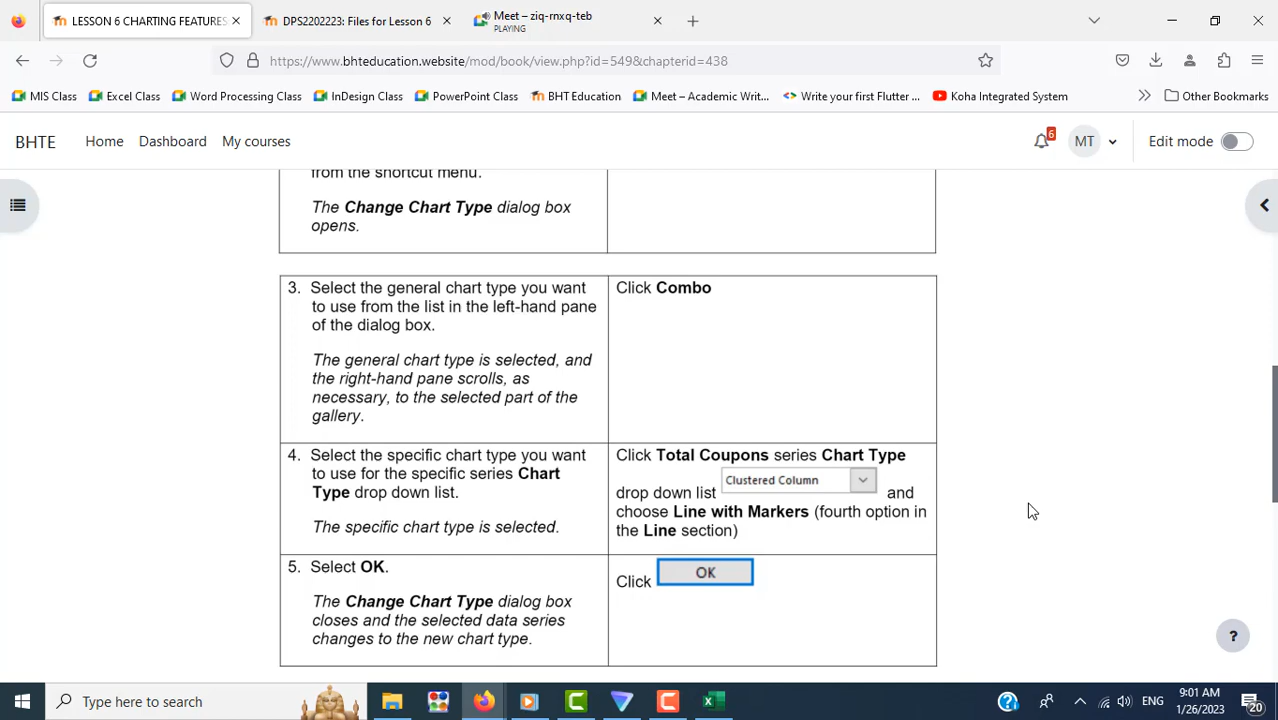 LESSON 6 CHARTING FEATURES
DPS2202223: Files for Lesson 6
Meet – ziq-rnxq-teb
PLAYING
https://www.bhteducation.website/mod/book/view.php?id=549&chapterid=438
MIS Class
Excel Class
Word Processing Class
InDesign Class
PowerPoint Class
BHT Education
Meet – Academic Writ...
Write your first Flutter ...
Koha Integrated System
Other Bookmarks
BHTE
Home
Dashboard
My courses
6
MT
Edit mode
from the shortcut menu.
The Change Chart Type dialog box
opens.
3. Select the general chart type you want
to use from the list in the left-hand pane
of the dialog box.
The general chart type is selected, and
the right-hand pane scrolls, as
necessary, to the selected part of the
gallery.
Click Combo
4. Select the specific chart type you want
to use for the specific series Chart
Type drop down list.
The specific chart type is selected.
Click Total Coupons series Chart Type
drop down list Clustered Column and
choose Line with Markers (fourth option in
the Line section)
5. Select OK.
The Change Chart Type dialog box
closes and the selected data series
changes to the new chart type.
Click OK
?
Type here to search
ENG
9:01 AM
1/26/2023
20